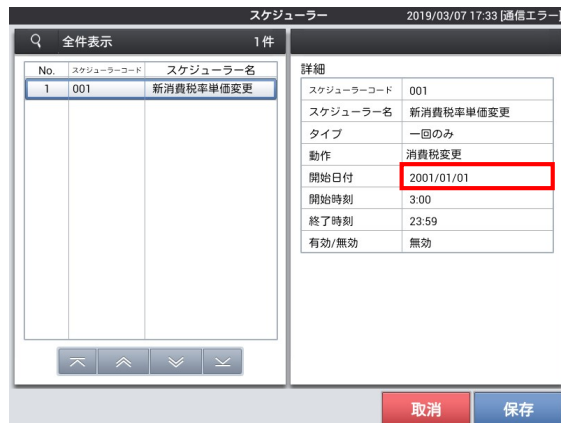 スケジューラー 2019/03/07 17:33 [通信エラー]
全件表示 1件
No. スケジューラーコード スケジューラー名
1 001 新消費税率単価変更
詳細
スケジューラーコード 001
スケジューラー名 新消費税率単価変更
タイプ 一回のみ
動作 消費税変更
開始日付 2001/01/01
開始時刻 3:00
終了時刻 23:59
有効/無効 無効
取消 保存